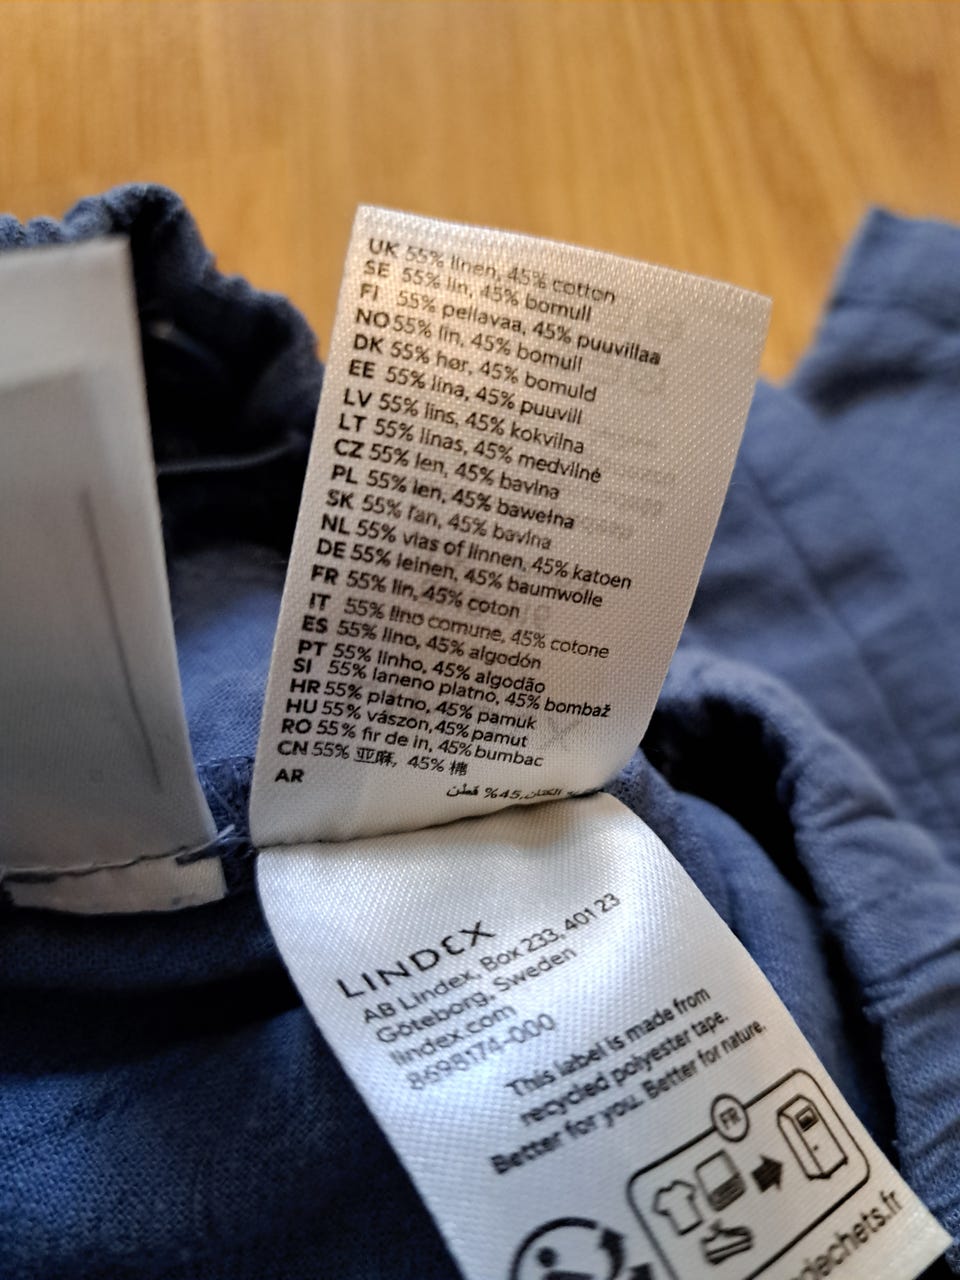 UK 55% linen, 45% cotton
SE 55% lin, 45% bomull
FI 55% pellavaa, 45% puuvillaa
NO 55% lin, 45% bomull
DK 55% hør, 45% bomuld
EE 55% lina, 45% puuvill
LV 55% lins, 45% kokvilna
LT 55% linas, 45% medvilnė
CZ 55% len, 45% bavlna
PL 55% len, 45% bawełna
SK 55% ľan, 45% bavlna
NL 55% vlas of linnen, 45% katoen
DE 55% leinen, 45% baumwolle
FR 55% lin, 45% coton
IT 55% lino comune, 45% cotone
ES 55% lino, 45% algodón
PT 55% linho, 45% algodão
SI 55% laneno platno, 45% bombaž
HR 55% platno, 45% pamuk
HU 55% vászon, 45% pamut
RO 55% fir de in, 45% bumbac
CN 55% 亚麻, 45% 棉
AR الكتان, 45% قطن
LINDEX
AB Lindex, Box 233, 401 23
Göteborg, Sweden
lindex.com
8698174-000
This label is made from
recycled polyester tape.
Better for you. Better for nature.
FR
dechets.fr